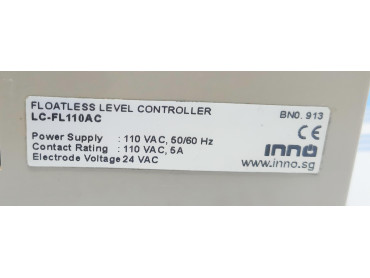 FLOATLESS LEVEL CONTROLLER BN0. 913
LC-FL110AC
Power Supply : 110 VAC, 50/60 Hz
Contact Rating : 110 VAC, 5A
Electrode Voltage 24 VAC
CE
inno
www.inno.sg